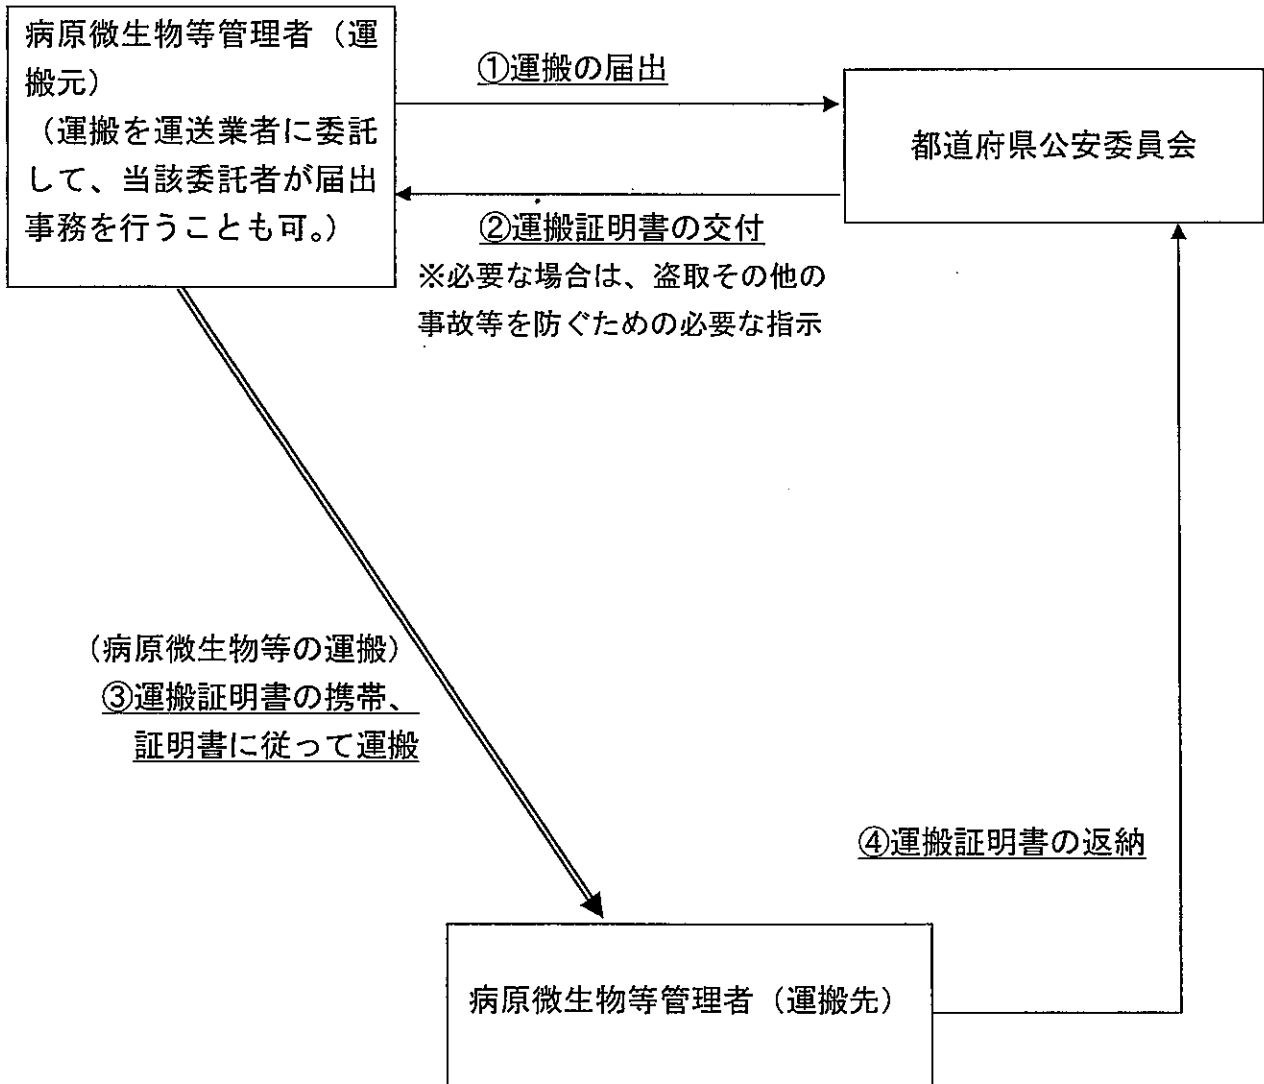 病原微生物等管理者（運
搬元）
（運搬を運送業者に委託
して、当該委託者が届出
事務を行うことも可。）
①運搬の届出
都道府県公安委員会
②運搬証明書の交付
※必要な場合は、盗取その他の
事故等を防ぐための必要な指示
（病原微生物等の運搬）
③運搬証明書の携帯、
証明書に従って運搬
④運搬証明書の返納
病原微生物等管理者（運搬先）